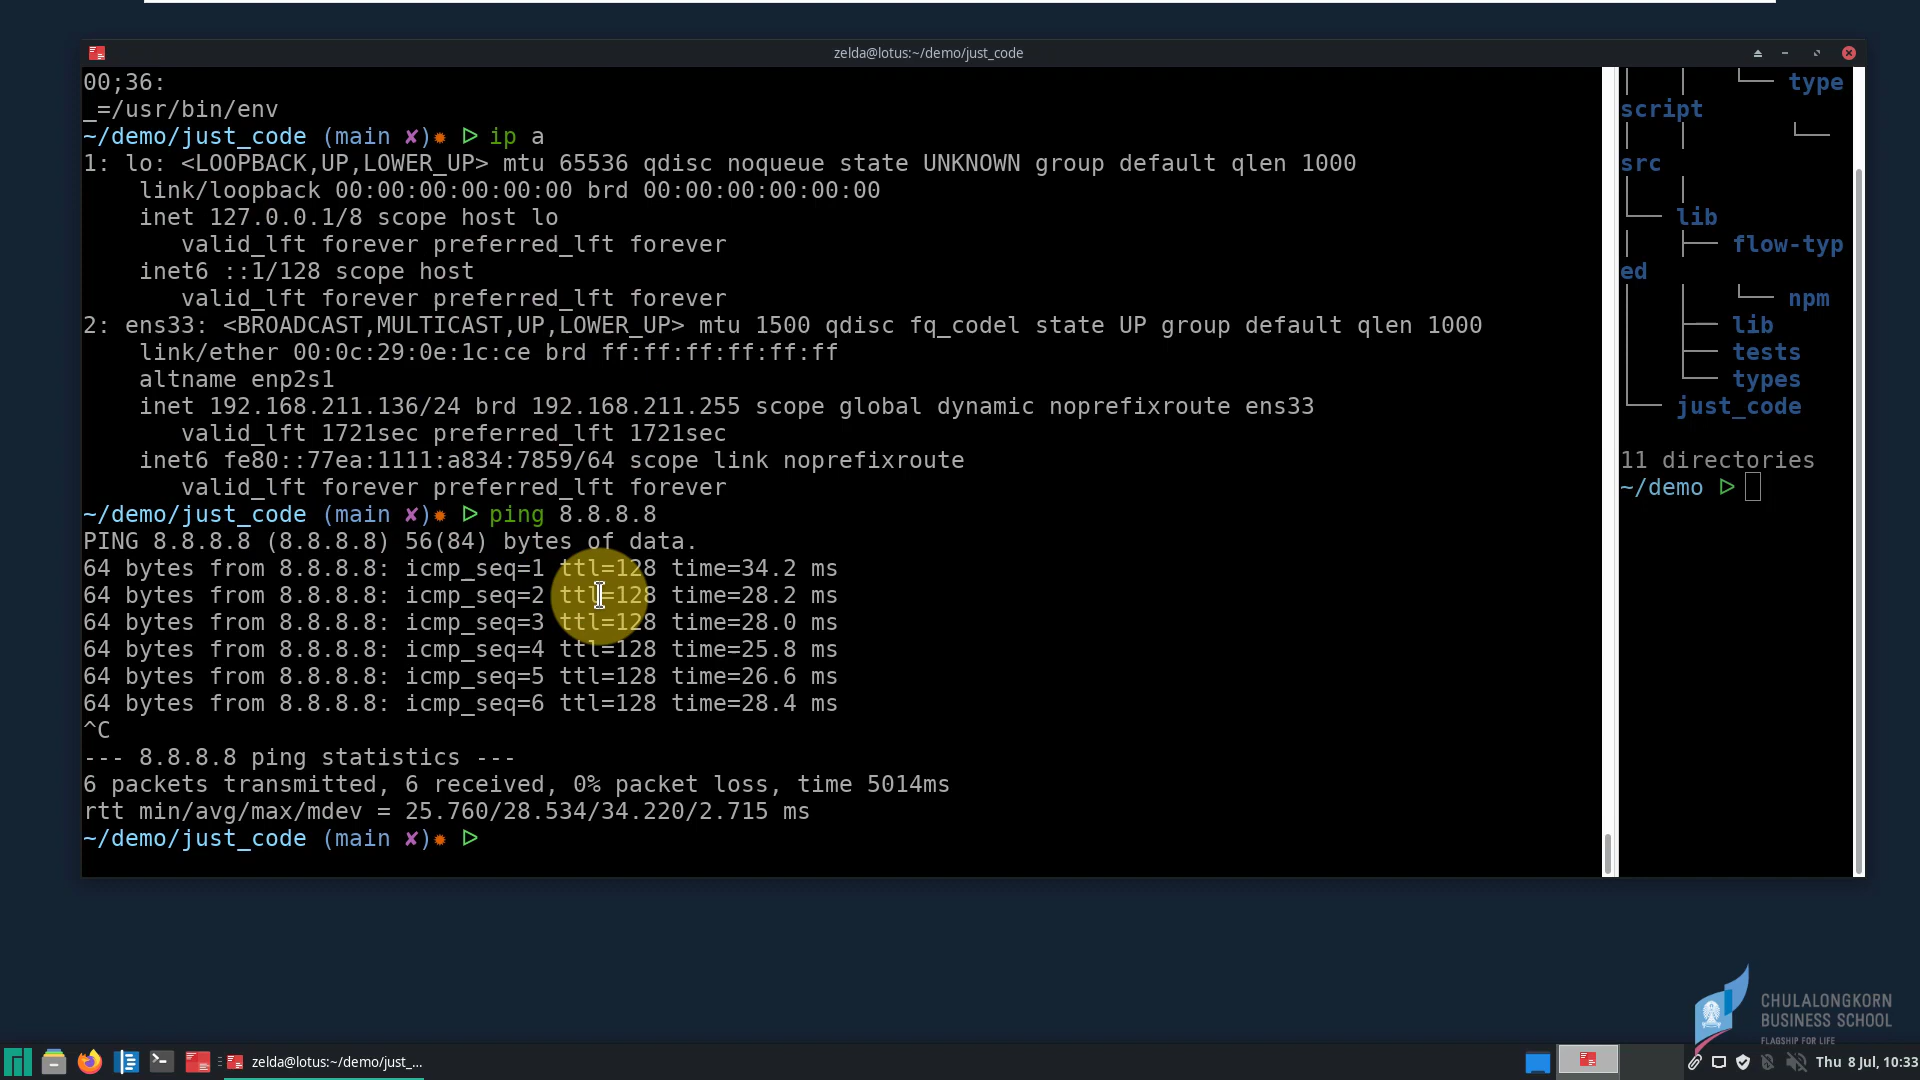 zelda@lotus:~/demo/just_code
00;36:
_=/usr/bin/env
~/demo/just_code (main ✘)✹ ▷ ip a
1: lo: <LOOPBACK,UP,LOWER_UP> mtu 65536 qdisc noqueue state UNKNOWN group default qlen 1000
    link/loopback 00:00:00:00:00:00 brd 00:00:00:00:00:00
    inet 127.0.0.1/8 scope host lo
       valid_lft forever preferred_lft forever
    inet6 ::1/128 scope host
       valid_lft forever preferred_lft forever
2: ens33: <BROADCAST,MULTICAST,UP,LOWER_UP> mtu 1500 qdisc fq_codel state UP group default qlen 1000
    link/ether 00:0c:29:0e:1c:ce brd ff:ff:ff:ff:ff:ff
    altname enp2s1
    inet 192.168.211.136/24 brd 192.168.211.255 scope global dynamic noprefixroute ens33
       valid_lft 1721sec preferred_lft 1721sec
    inet6 fe80::77ea:1111:a834:7859/64 scope link noprefixroute
       valid_lft forever preferred_lft forever
~/demo/just_code (main ✘)✹ ▷ ping 8.8.8.8
PING 8.8.8.8 (8.8.8.8) 56(84) bytes of data.
64 bytes from 8.8.8.8: icmp_seq=1 ttl=128 time=34.2 ms
64 bytes from 8.8.8.8: icmp_seq=2 ttl=128 time=28.2 ms
64 bytes from 8.8.8.8: icmp_seq=3 ttl=128 time=28.0 ms
64 bytes from 8.8.8.8: icmp_seq=4 ttl=128 time=25.8 ms
64 bytes from 8.8.8.8: icmp_seq=5 ttl=128 time=26.6 ms
64 bytes from 8.8.8.8: icmp_seq=6 ttl=128 time=28.4 ms
^C
--- 8.8.8.8 ping statistics ---
6 packets transmitted, 6 received, 0% packet loss, time 5014ms
rtt min/avg/max/mdev = 25.760/28.534/34.220/2.715 ms
~/demo/just_code (main ✘)✹ ▷
│   │   └── type
script
│   │       └──
src
│   │
└── lib
│   ├── flow-typ
ed
│   │   └── npm
│   ├── lib
│   ├── tests
│   └── types
└── just_code
11 directories
~/demo ▷
CHULALONGKORN
BUSINESS SCHOOL
FLAGSHIP FOR LIFE
zelda@lotus:~/demo/just_...
Thu 8 Jul, 10:33